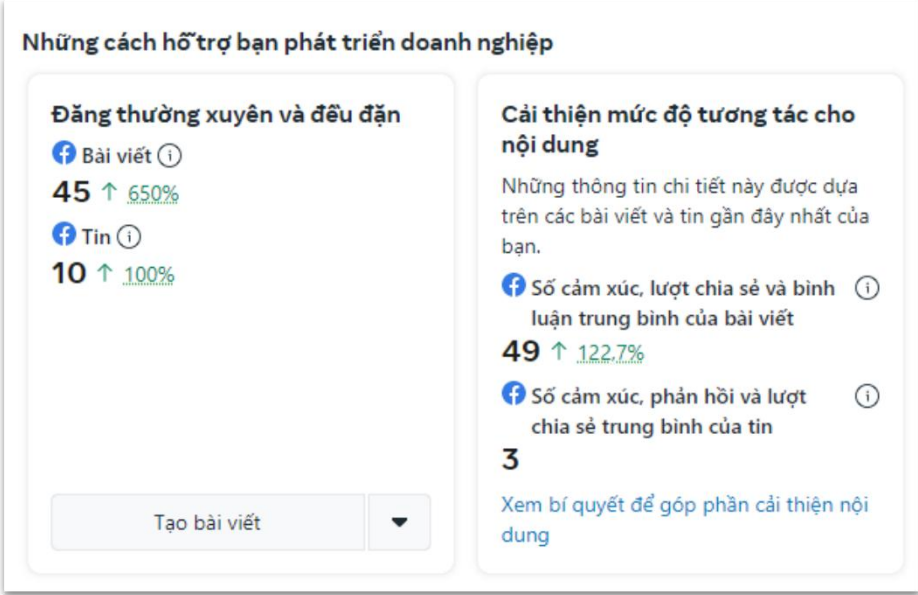 Những cách hỗ trợ bạn phát triển doanh nghiệp
Đăng thường xuyên và đều đặn
Bài viết
45 ↑ 650%
Tin
10 ↑ 100%
Tạo bài viết
Cải thiện mức độ tương tác cho
nội dung
Những thông tin chi tiết này được dựa
trên các bài viết và tin gần đây nhất của
bạn.
Số cảm xúc, lượt chia sẻ và bình
luận trung bình của bài viết
49 ↑ 122,7%
Số cảm xúc, phản hồi và lượt
chia sẻ trung bình của tin
3
Xem bí quyết để góp phần cải thiện nội
dung